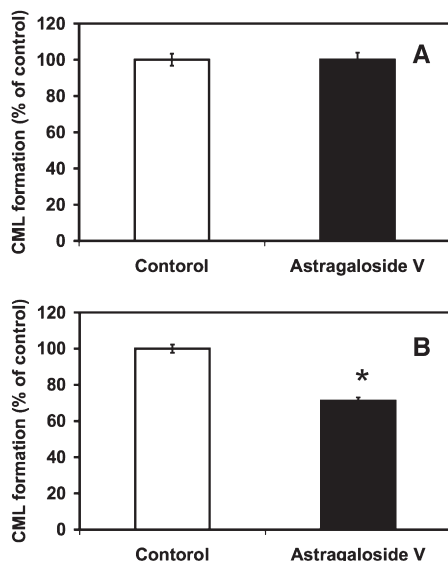 CML formation (% of control)
120
100
80
60
40
20
0
A
Contorol Astragaloside V
CML formation (% of control)
120
100
80
60
40
20
0
B
*
Contorol Astragaloside V